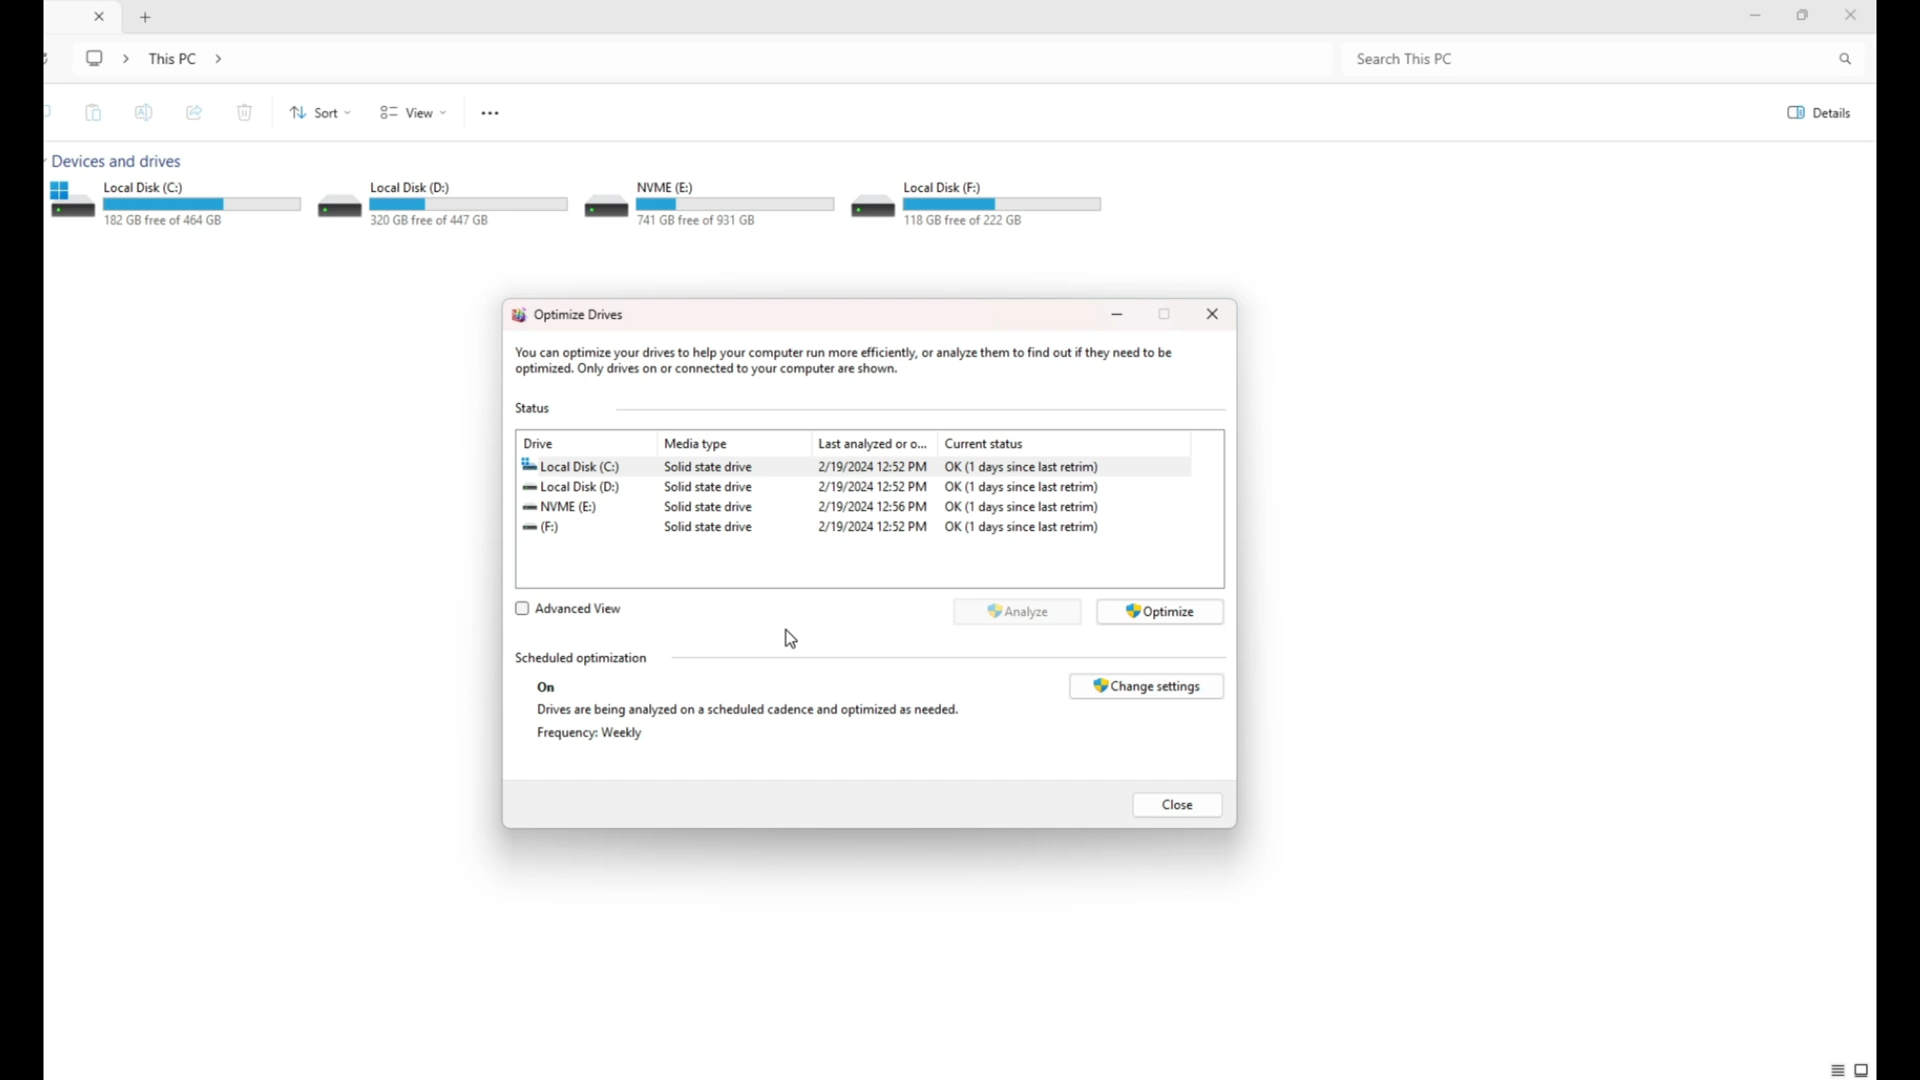 This PC
Search This PC
Sort
View
Details
Devices and drives
Local Disk (C:)
182 GB free of 464 GB
Local Disk (D:)
320 GB free of 447 GB
NVME (E:)
741 GB free of 931 GB
Local Disk (F:)
118 GB free of 222 GB
Optimize Drives
You can optimize your drives to help your computer run more efficiently, or analyze them to find out if they need to be
optimized. Only drives on or connected to your computer are shown.
Status
Drive Media type Last analyzed or o... Current status
Local Disk (C:) Solid state drive 2/19/2024 12:52 PM OK (1 days since last retrim)
Local Disk (D:) Solid state drive 2/19/2024 12:52 PM OK (1 days since last retrim)
NVME (E:) Solid state drive 2/19/2024 12:56 PM OK (1 days since last retrim)
(F:) Solid state drive 2/19/2024 12:52 PM OK (1 days since last retrim)
Advanced View
Analyze
Optimize
Scheduled optimization
On
Change settings
Drives are being analyzed on a scheduled cadence and optimized as needed.
Frequency: Weekly
Close